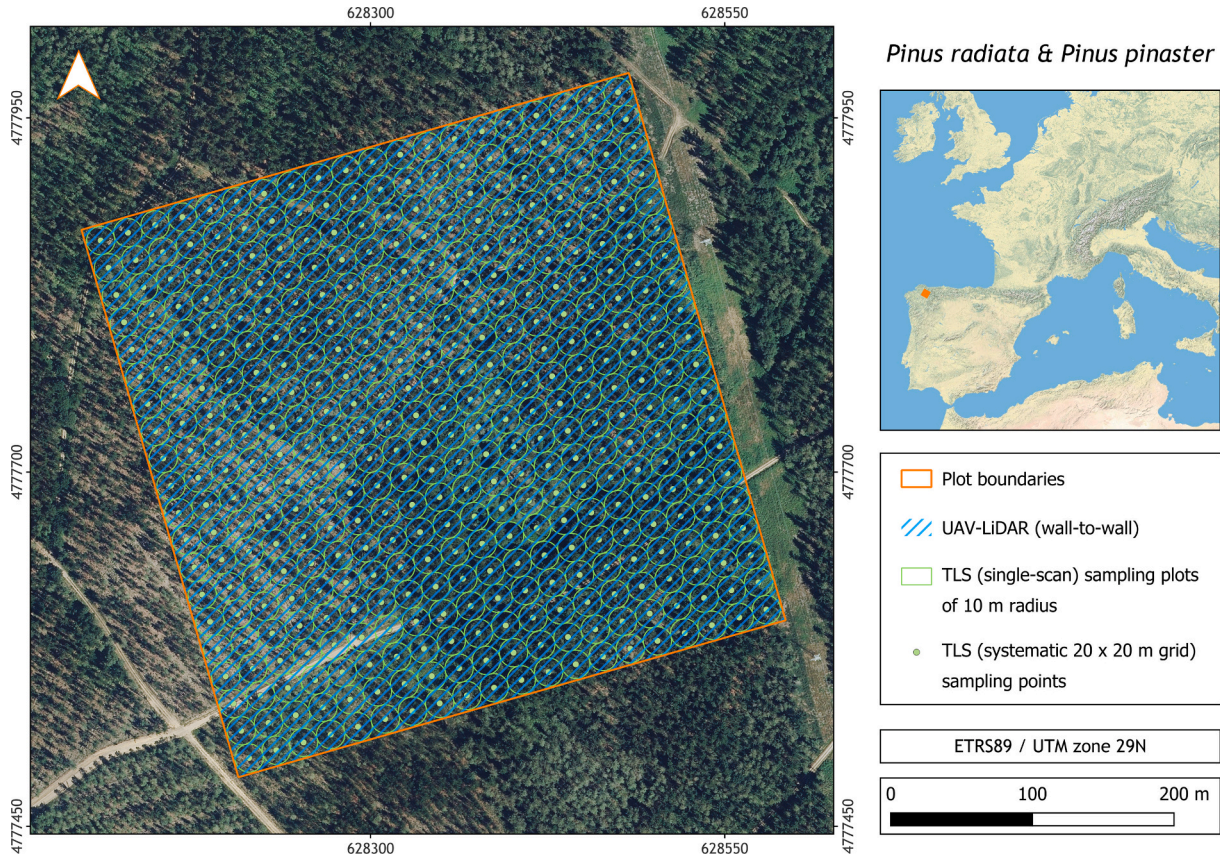 628300
628550
4777950
4777950
4777700
4777700
4777450
4777450
628300
628550
Pinus radiata & Pinus pinaster
Plot boundaries
UAV-LiDAR (wall-to-wall)
TLS (single-scan) sampling plots
of 10 m radius
TLS (systematic 20 x 20 m grid)
sampling points
ETRS89 / UTM zone 29N
0 100 200 m